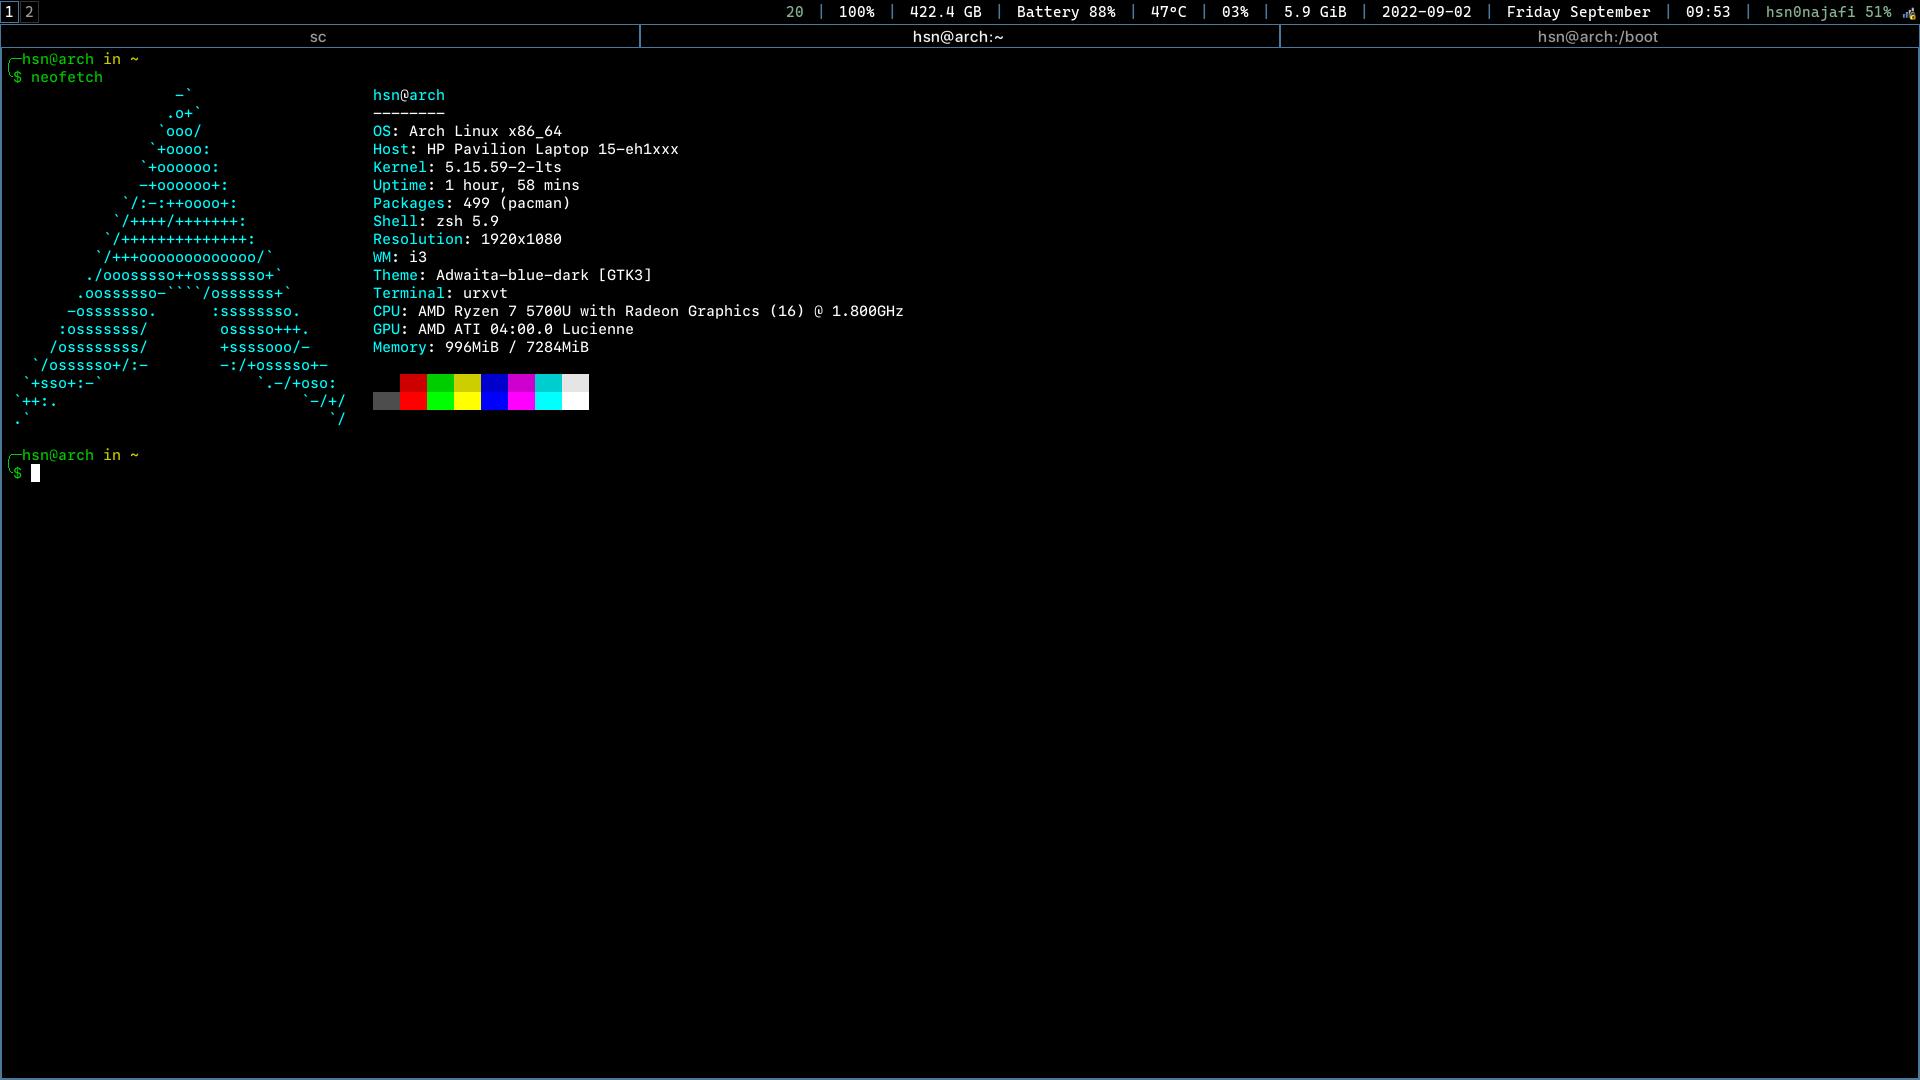 1 2 20 | 100% | 422.4 GB | Battery 88% | 47°C | 03% | 5.9 GiB | 2022-09-02 | Friday September | 09:53 | hsn0najafi 51%
sc hsn@arch:~ hsn@arch:/boot
╭─hsn@arch in ~
╰$ neofetch
                  -`                    hsn@arch
                 .o+`                   --------
                `ooo/                   OS: Arch Linux x86_64
               `+oooo:                  Host: HP Pavilion Laptop 15-eh1xxx
              `+oooooo:                 Kernel: 5.15.59-2-lts
              -+oooooo+:                Uptime: 1 hour, 58 mins
            `/:-:++oooo+:               Packages: 499 (pacman)
           `/++++/+++++++:              Shell: zsh 5.9
          `/++++++++++++++:             Resolution: 1920x1080
         `/+++ooooooooooooo/`           WM: i3
        ./ooosssso++osssssso+`          Theme: Adwaita-blue-dark [GTK3]
       .oossssso-````/ossssss+`         Terminal: urxvt
      -osssssso.      :ssssssso.        CPU: AMD Ryzen 7 5700U with Radeon Graphics (16) @ 1.800GHz
     :osssssss/        osssso+++.       GPU: AMD ATI 04:00.0 Lucienne
    /ossssssss/        +ssssooo/-       Memory: 996MiB / 7284MiB
  `/ossssso+/:-        -:/+osssso+-
 `+sso+:-`                 `.-/+oso:
`++:.                           `-/+/
.`                                 `/
╭─hsn@arch in ~
╰$